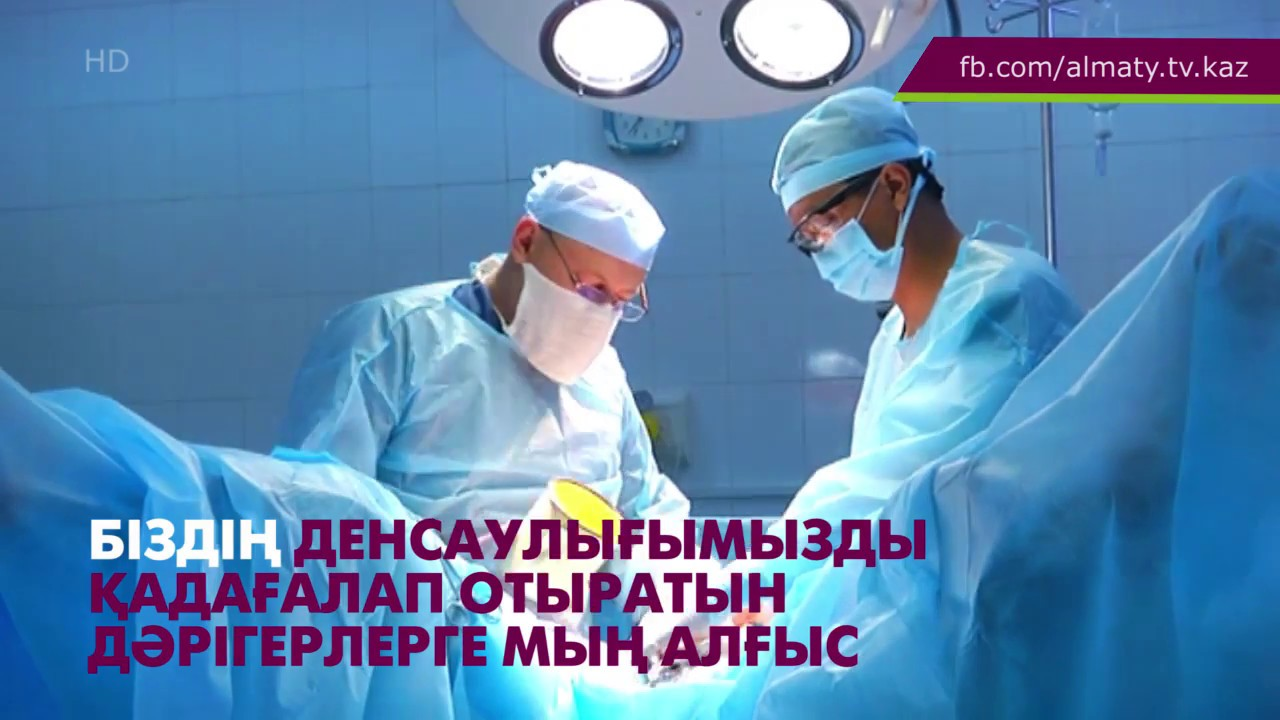 HD
fb.com/almaty.tv.kaz
БІЗДІҢ ДЕНСАУЛЫҒЫМЫЗДЫ
ҚАДАҒАЛАП ОТЫРАТЫН
ДӘРІГЕРЛЕРГЕ МЫҢ АЛҒЫС